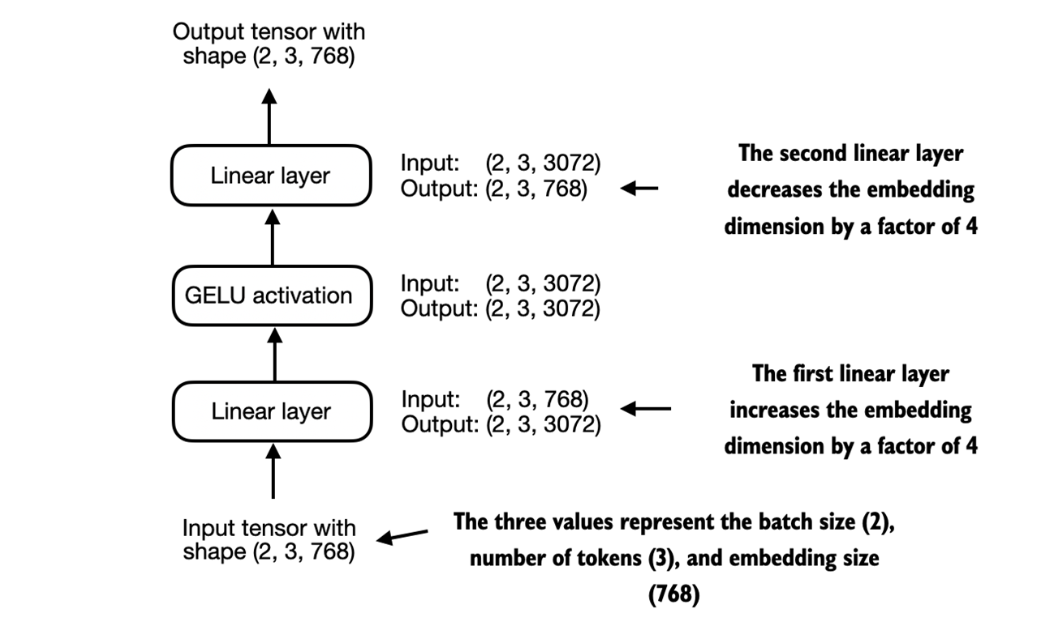 Output tensor with
shape (2, 3, 768)
Linear layer
Input: (2, 3, 3072)
Output: (2, 3, 768)
The second linear layer
decreases the embedding
dimension by a factor of 4
GELU activation
Input: (2, 3, 3072)
Output: (2, 3, 3072)
Linear layer
Input: (2, 3, 768)
Output: (2, 3, 3072)
The first linear layer
increases the embedding
dimension by a factor of 4
Input tensor with
shape (2, 3, 768)
The three values represent the batch size (2),
number of tokens (3), and embedding size
(768)